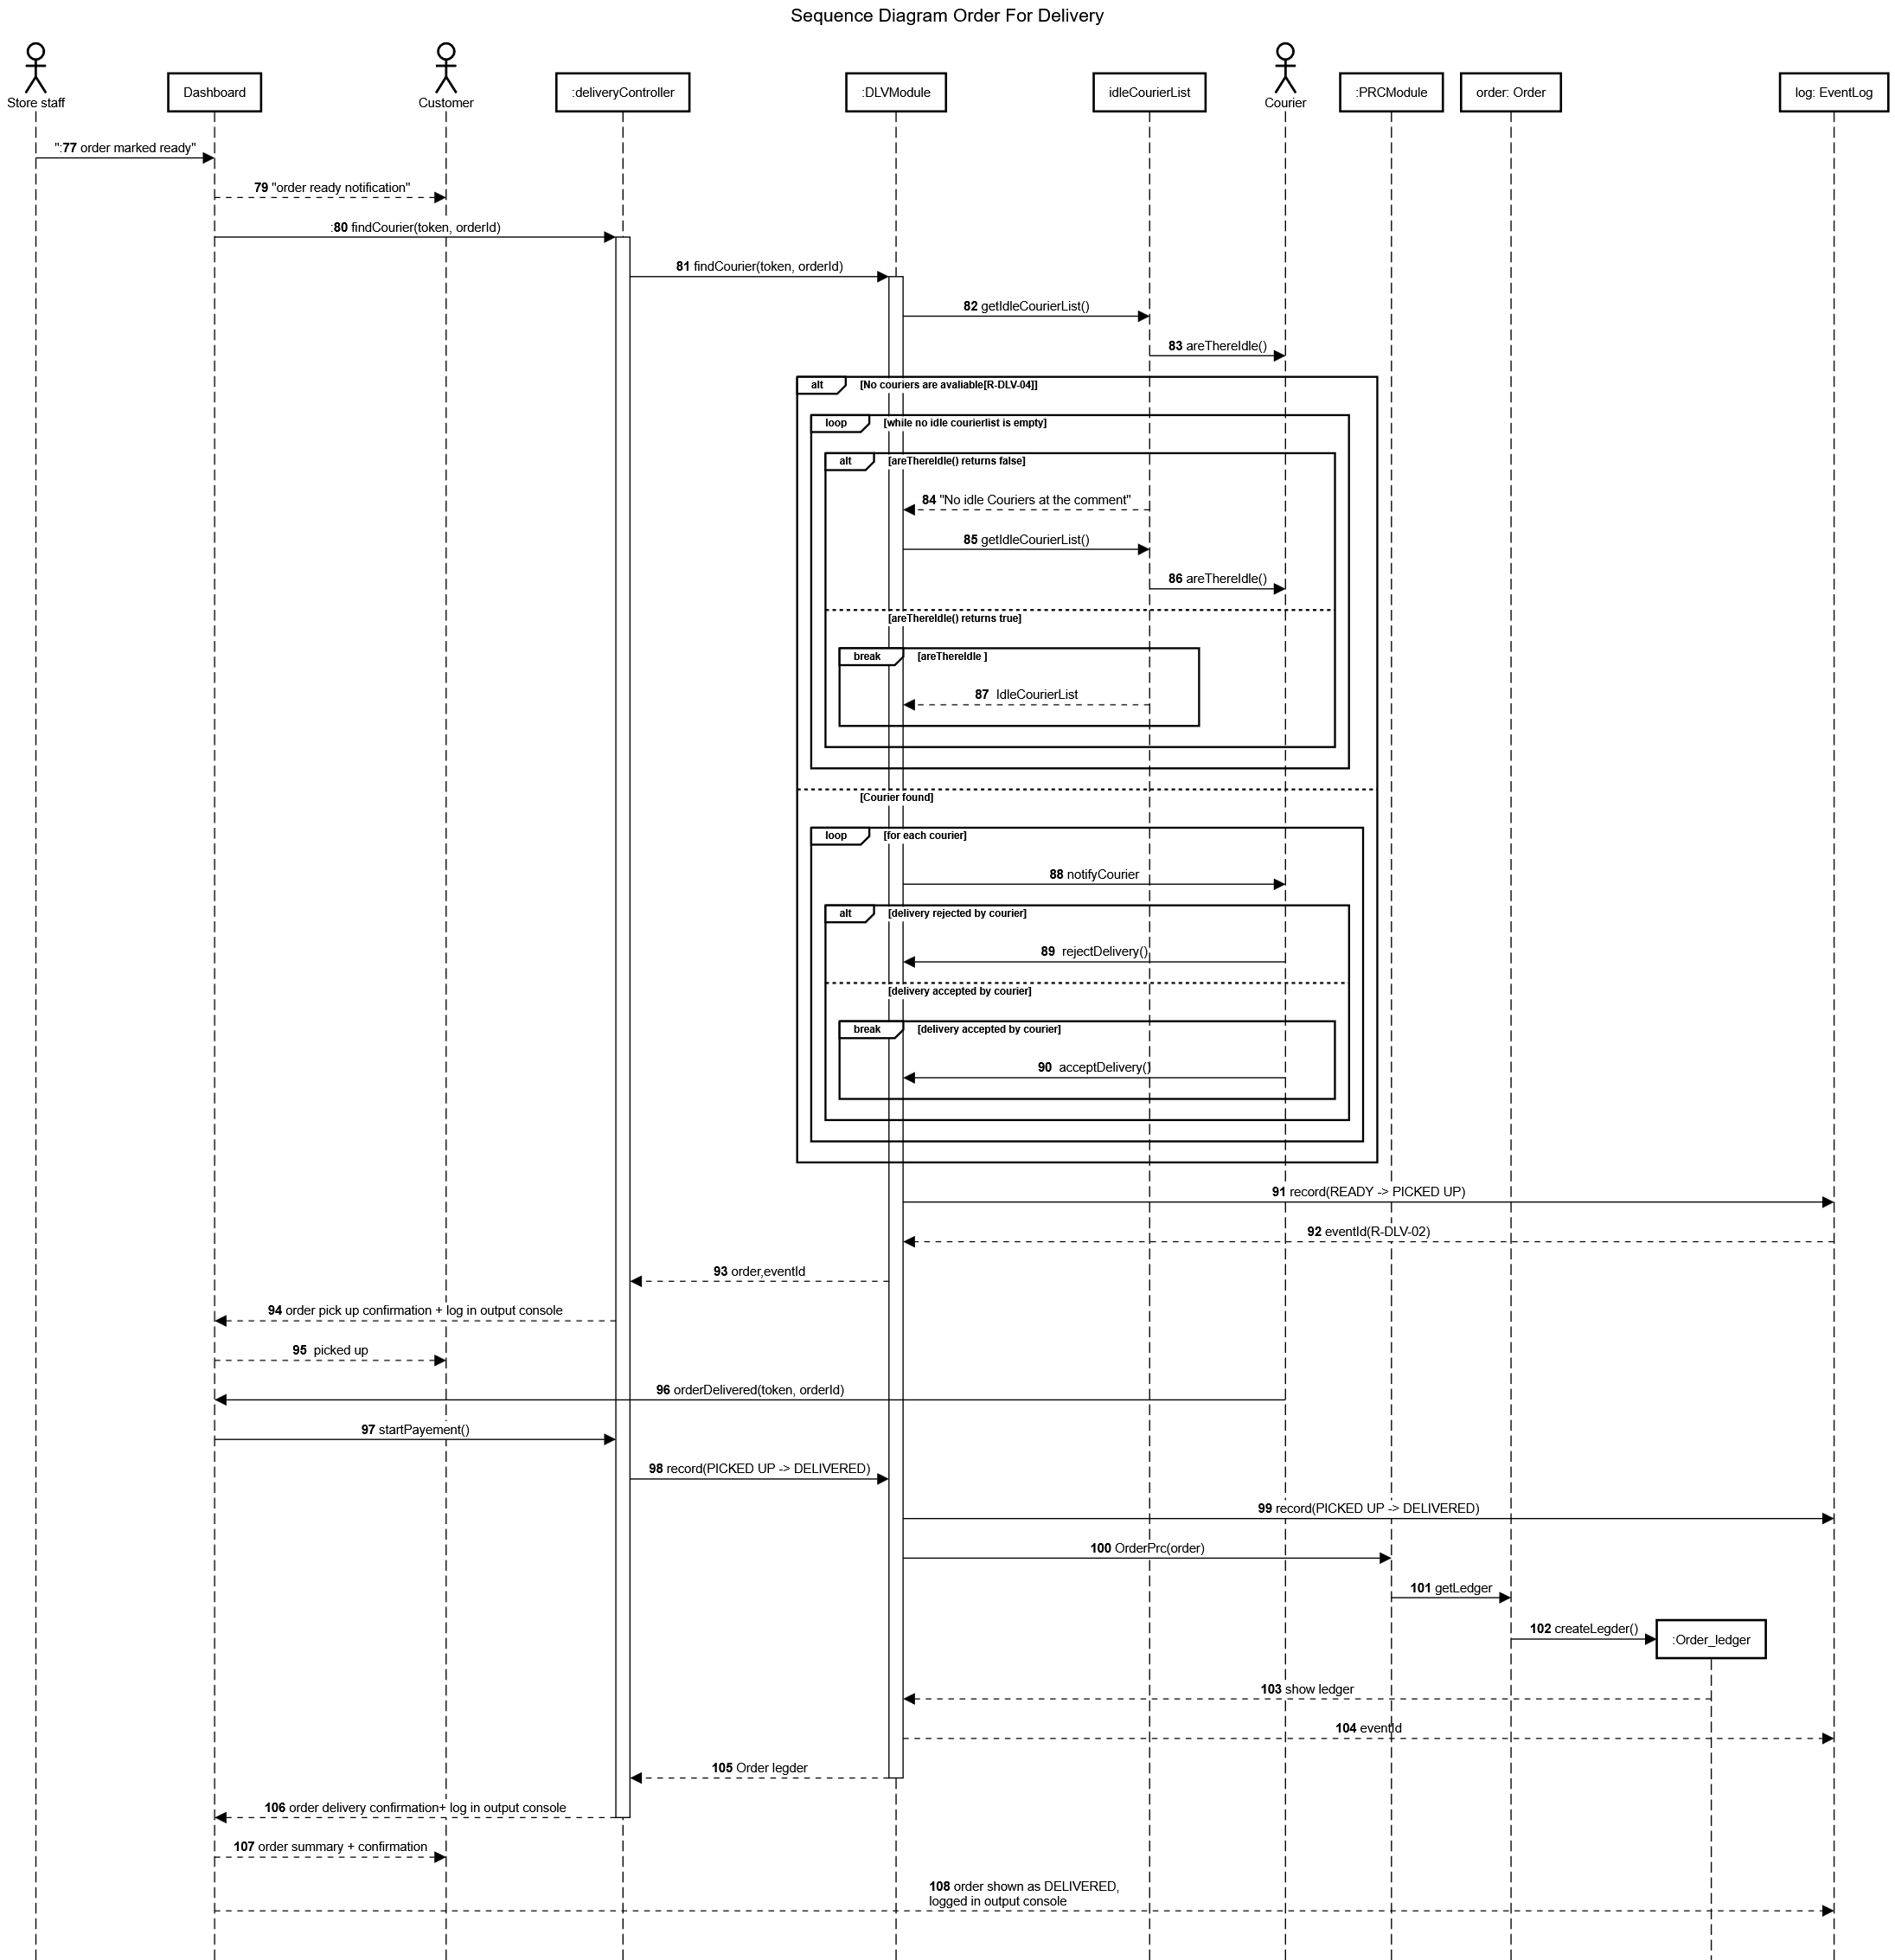 Sequence Diagram Order For Delivery
Store staff
Dashboard
Customer
:deliveryController
:DLVModule
idleCourierList
Courier
:PRCModule
order: Order
log: EventLog
":77 order marked ready"
79 "order ready notification"
:80 findCourier(token, orderId)
81 findCourier(token, orderId)
82 getIdleCourierList()
83 areThereIdle()
alt [No couriers are avaliable[R-DLV-04]]
loop [while no idle courierlist is empty]
alt [areThereIdle() returns false]
84 "No idle Couriers at the comment"
85 getIdleCourierList()
86 areThereIdle()
[areThereIdle() returns true]
break [areThereIdle ]
87 IdleCourierList
[Courier found]
loop [for each courier]
88 notifyCourier
alt [delivery rejected by courier]
89 rejectDelivery()
[delivery accepted by courier]
break [delivery accepted by courier]
90 acceptDelivery()
91 record(READY -> PICKED UP)
92 eventId(R-DLV-02)
93 order,eventId
94 order pick up confirmation + log in output console
95 picked up
96 orderDelivered(token, orderId)
97 startPayement()
98 record(PICKED UP -> DELIVERED)
99 record(PICKED UP -> DELIVERED)
100 OrderPrc(order)
101 getLedger
102 createLegder()
:Order_ledger
103 show ledger
104 eventId
105 Order legder
106 order delivery confirmation+ log in output console
107 order summary + confirmation
108 order shown as DELIVERED,
logged in output console